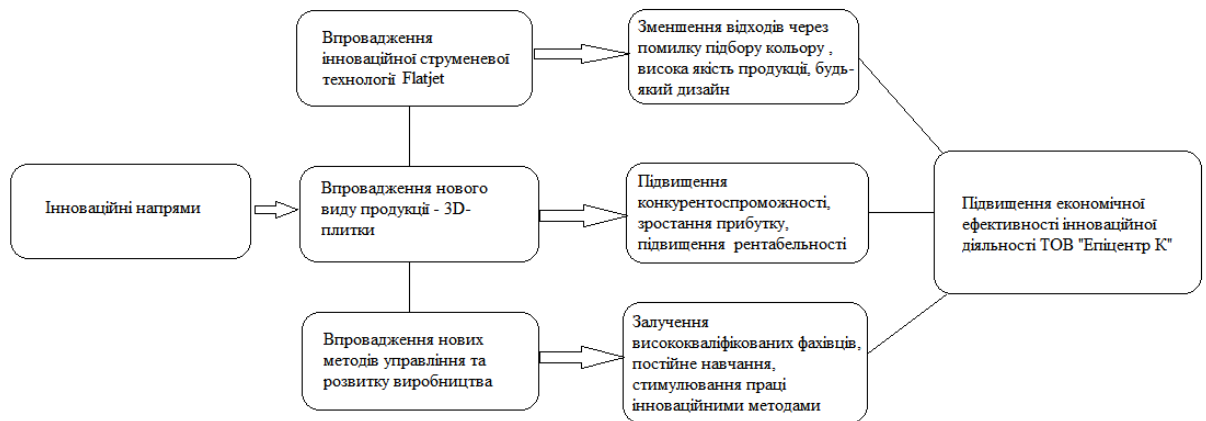 Впровадження
інноваційної струменевої
технології Flatjet
Зменшення відходів через
помилку підбору кольору ,
висока якість продукції, будь-
який дизайн
Інноваційні напрями
Впровадження нового
виду продукції - 3D-
плитки
Підвищення
конкурентоспроможності,
зростання прибутку,
підвищення рентабельності
Підвищення економічної
ефективності інноваційної
діяльності ТОВ "Епіцентр К"
Впровадження нових
методів управління та
розвитку виробництва
Залучення
висококваліфікованих фахівців,
постійне навчання,
стимулювання праці
інноваційними методами